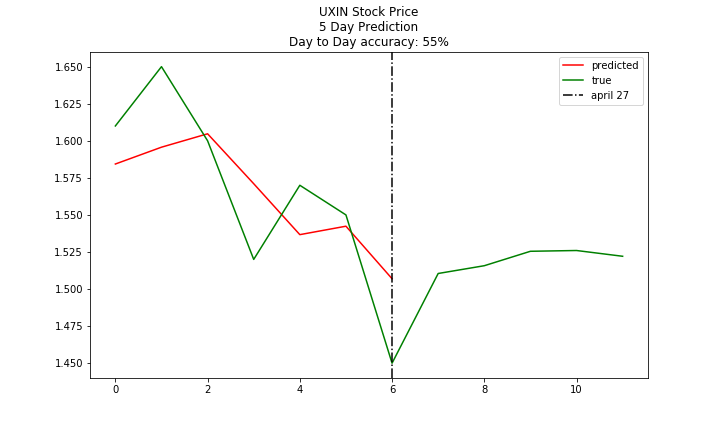 UXIN Stock Price
5 Day Prediction
Day to Day accuracy: 55%
predicted
true
april 27
1.650
1.625
1.600
1.575
1.550
1.525
1.500
1.475
1.450
0 2 4 6 8 10